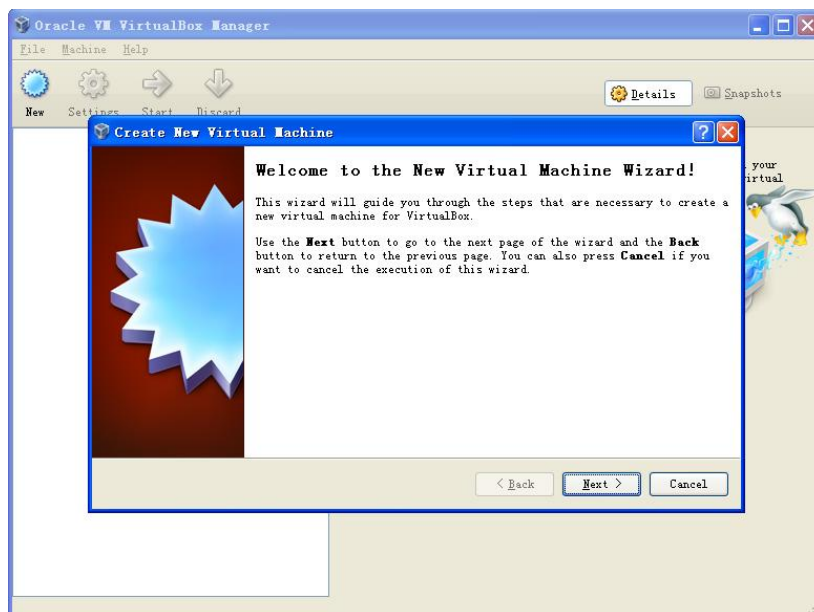 Oracle VM VirtualBox Manager
File Machine Help
New Settings Start Discard
Details
Snapshots
your
virtual
Create New Virtual Machine
Welcome to the New Virtual Machine Wizard!
This wizard will guide you through the steps that are necessary to create a
new virtual machine for VirtualBox.
Use the Next button to go to the next page of the wizard and the Back
button to return to the previous page. You can also press Cancel if you
want to cancel the execution of this wizard.
< Back Next > Cancel